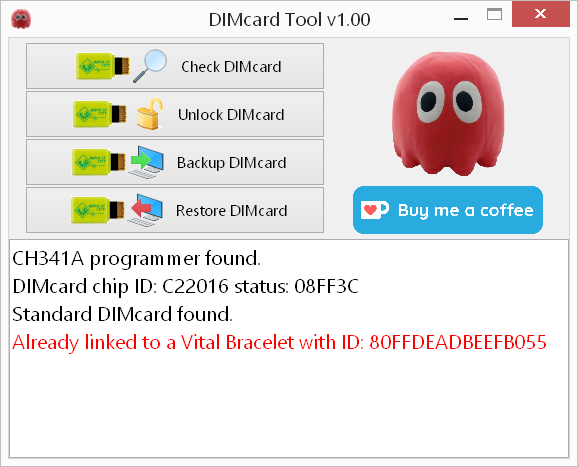 DIMcard Tool v1.00
Check DIMcard
Unlock DIMcard
Backup DIMcard
Restore DIMcard
Buy me a coffee
CH341A programmer found.
DIMcard chip ID: C22016 status: 08FF3C
Standard DIMcard found.
Already linked to a Vital Bracelet with ID: 80FFDEADBEEFB055